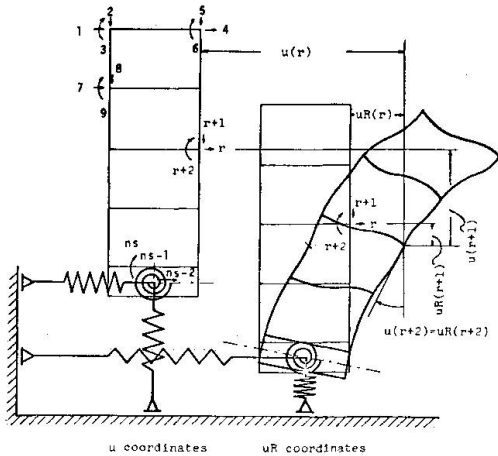 2 5
1 4
3 6
u(r)
8
7
uR(r)
9
r+1
r
r+2
r+1
r
r+2
u(r+1)
uR(r+1)
ns
ns-1
ns-2
u(r+2)=uR(r+2)
u coordinates uR coordinates